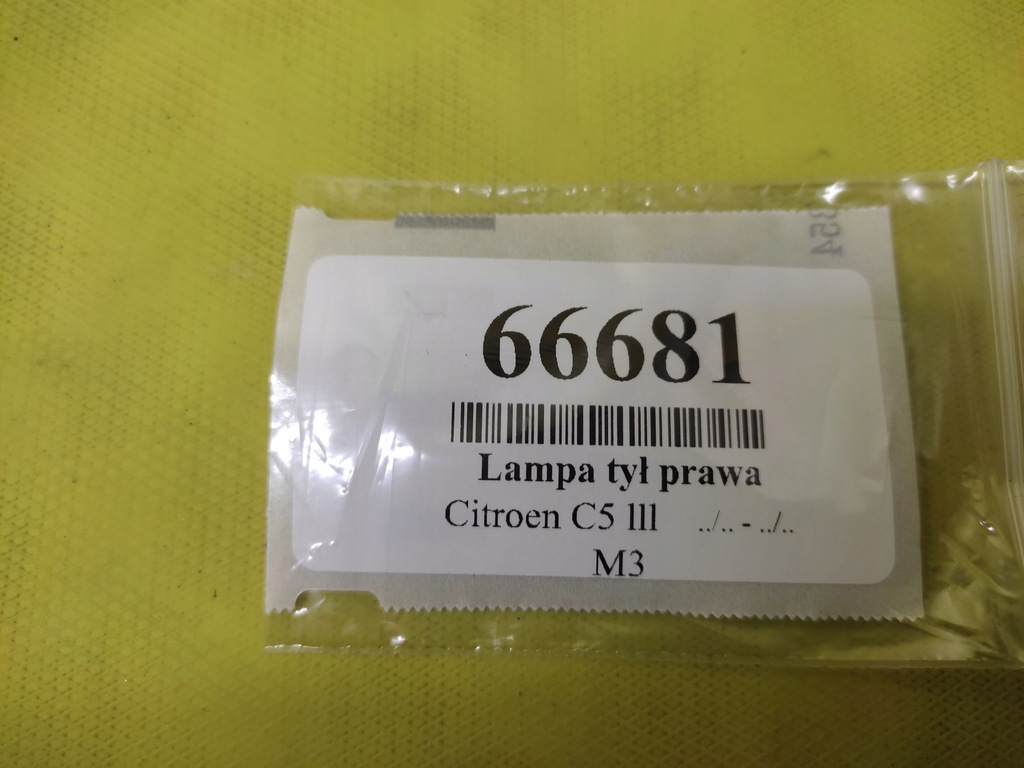 66681
Lampa tył prawa
Citroen C5 lll ../.. - ../..
M3